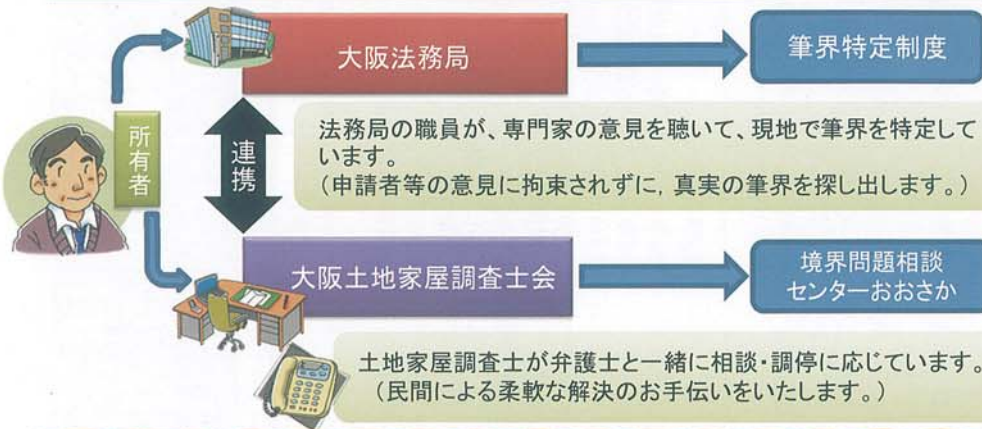 大阪法務局
筆界特定制度
所有者
法務局の職員が、専門家の意見を聴いて、現地で筆界を特定して
います。
（申請者等の意見に拘束されずに, 真実の筆界を探し出します。）
連携
大阪土地家屋調査士会
境界問題相談
センターおおさか
土地家屋調査士が弁護士と一緒に相談・調停に応じています。
（民間による柔軟な解決のお手伝いをいたします。）